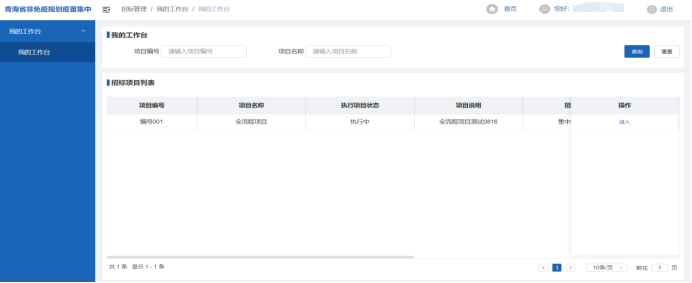 青海省非免疫规划疫苗集中
招标管理 / 我的工作台 / 我的工作台
首页 您好： 退出
我的工作台
我的工作台
我的工作台
项目编号 请输入项目编号 项目名称 请输入项目名称 查询 重置
招标项目列表
项目编号 项目名称 执行项目状态 项目说明 招 操作
编号001 全流程项目 执行中 全流程项目测试0816 集中 进入
共 1 条 显示 1 - 1 条 1 10条/页 前往 1 页